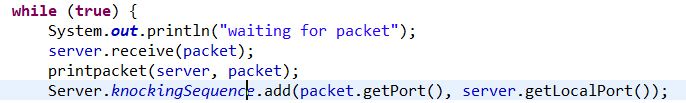 while (true) {
System.out.println("waiting for packet");
server.receive(packet);
printpacket(server, packet);
Server.knockingSequence.add(packet.getPort(), server.getLocalPort());